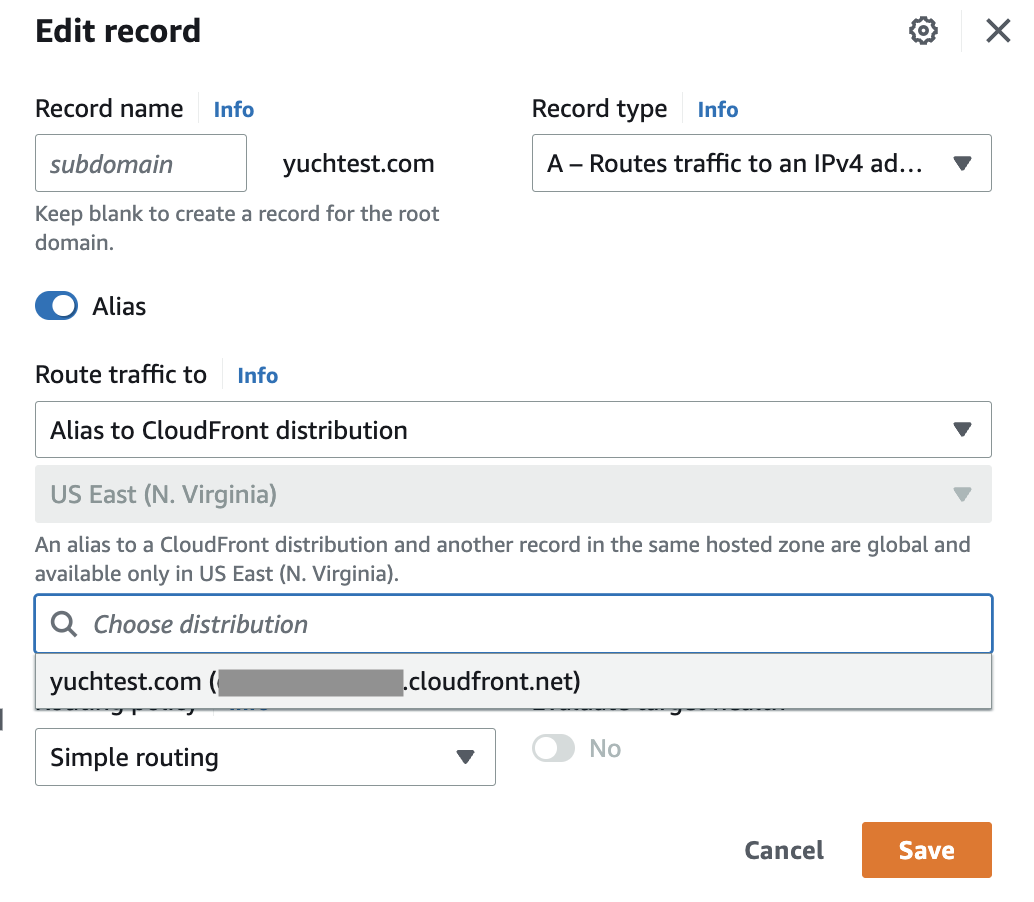 Edit record
Record name Info
Record type Info
subdomain yuchtest.com
A – Routes traffic to an IPv4 ad...
Keep blank to create a record for the root
domain.
Alias
Route traffic to Info
Alias to CloudFront distribution
US East (N. Virginia)
An alias to a CloudFront distribution and another record in the same hosted zone are global and
available only in US East (N. Virginia).
Choose distribution
yuchtest.com (.cloudfront.net)
Simple routing
No
Cancel Save